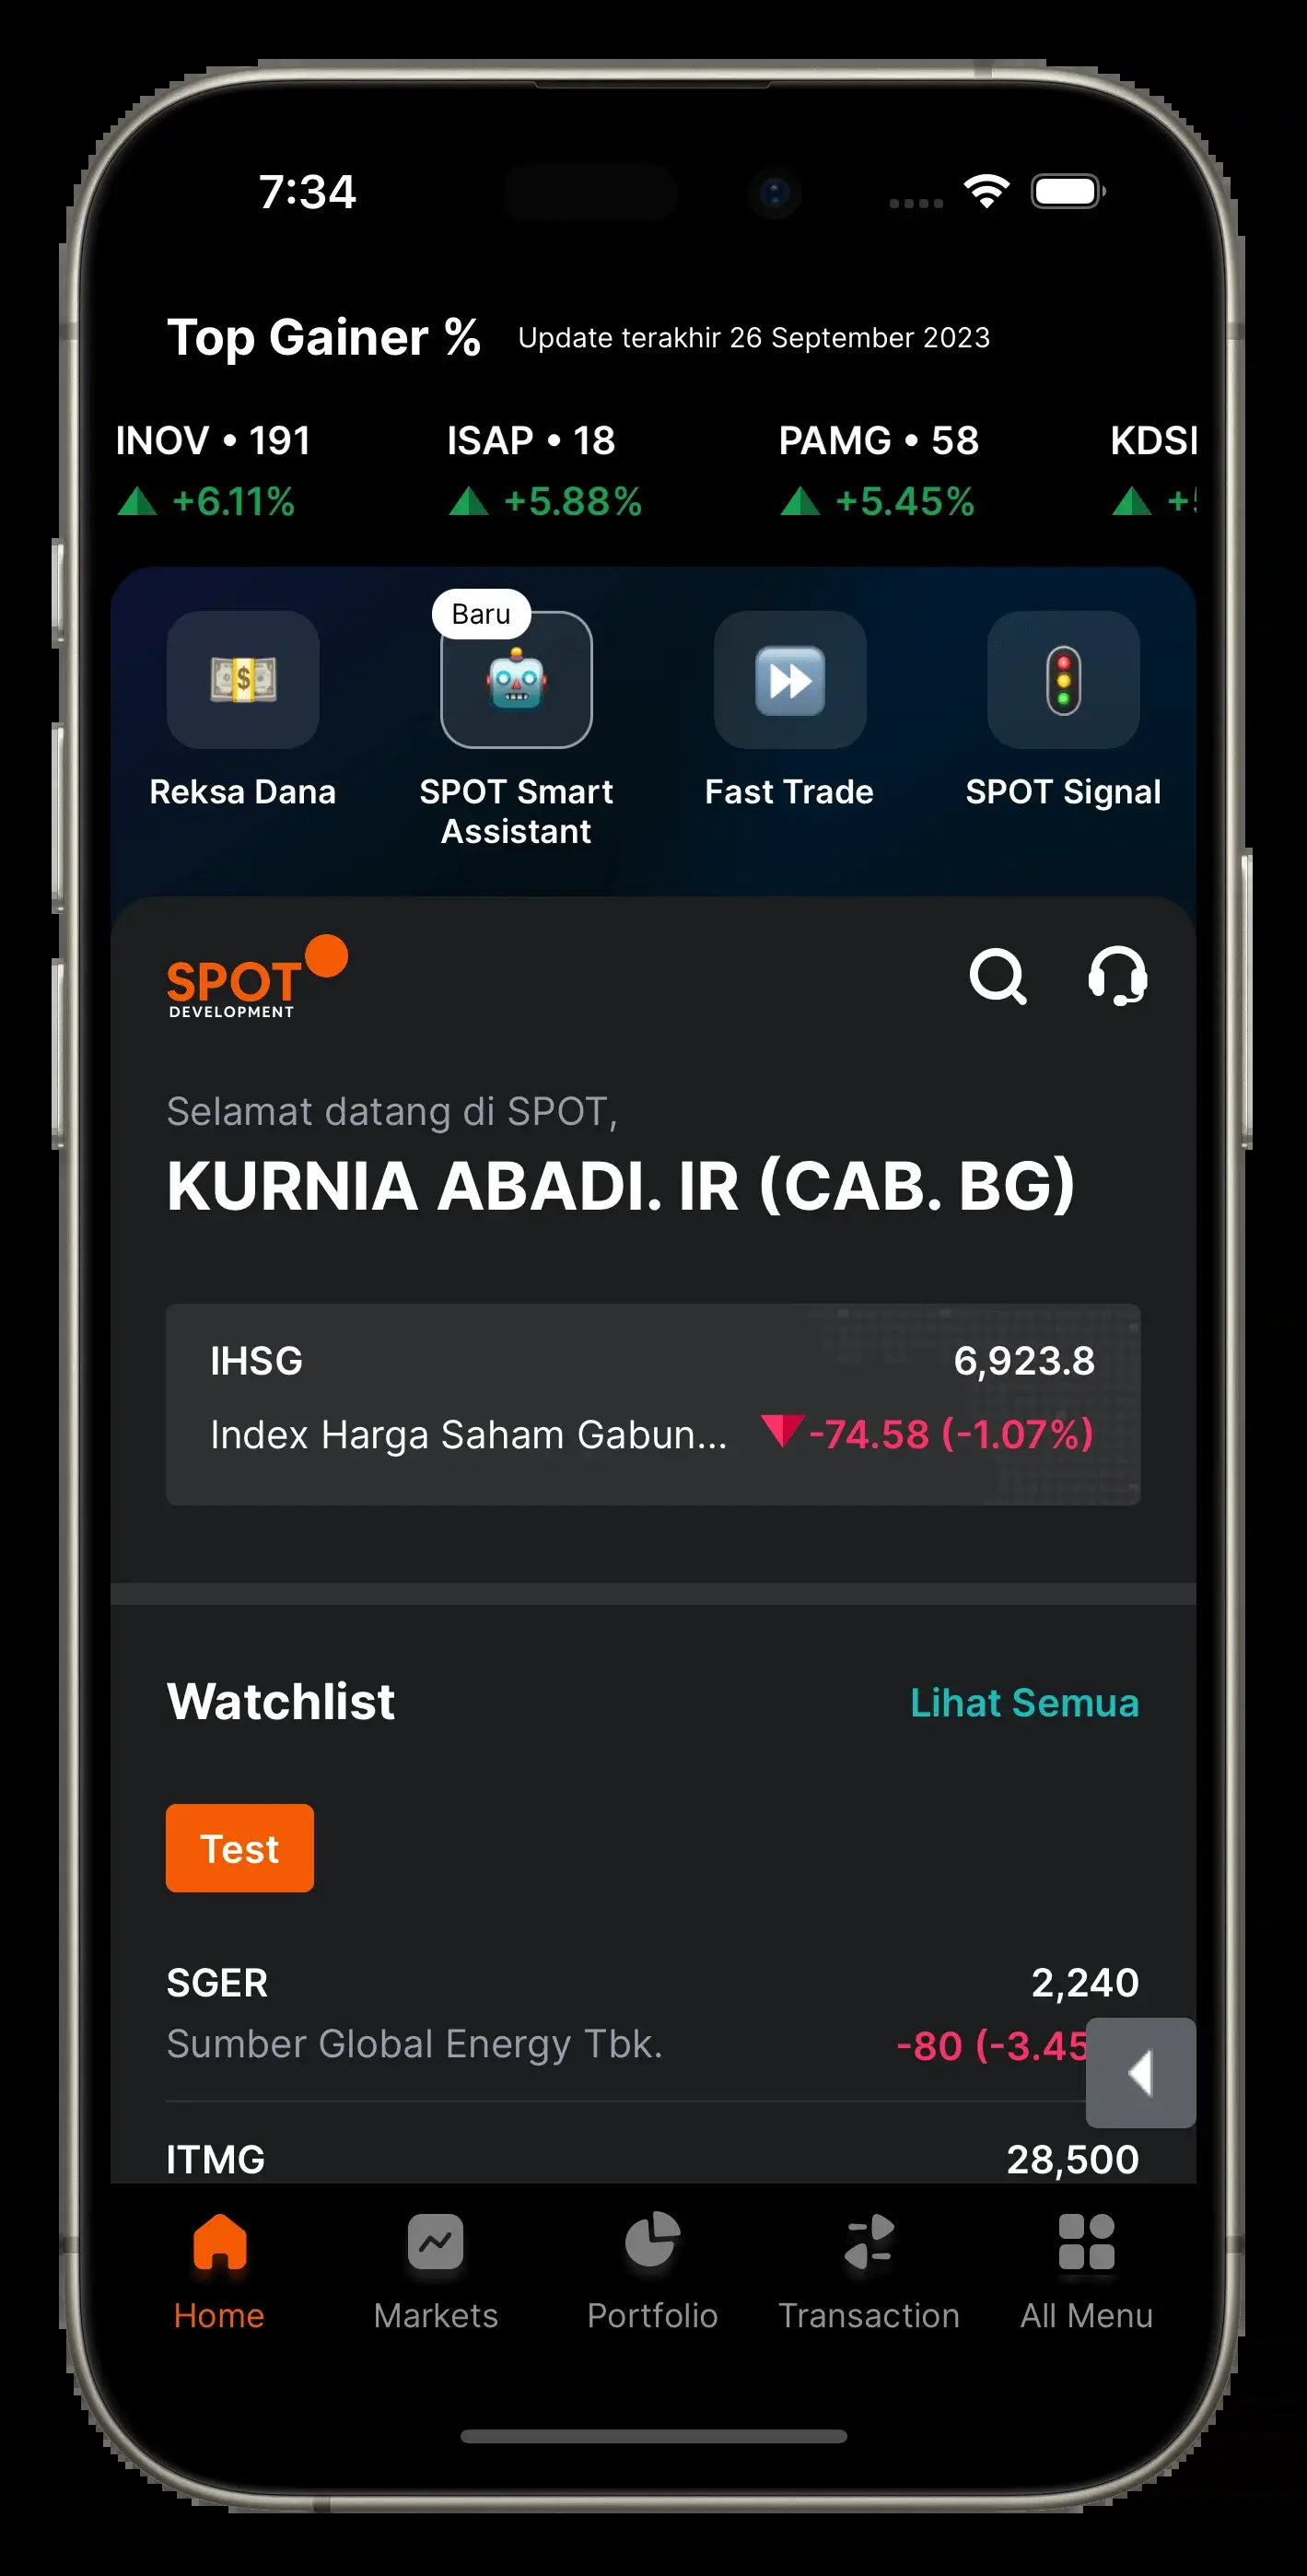 7:34
Top Gainer % Update terakhir 26 September 2023
INOV • 191 ISAP • 18 PAMG • 58 KDSI
+6.11% +5.88% +5.45%
Baru
Reksa Dana SPOT Smart Fast Trade SPOT Signal
Assistant
SPOT
DEVELOPMENT
Selamat datang di SPOT,
KURNIA ABADI. IR (CAB. BG)
IHSG 6,923.8
Index Harga Saham Gabun... -74.58 (-1.07%)
Watchlist Lihat Semua
Test
SGER 2,240
Sumber Global Energy Tbk. -80 (-3.45
ITMG 28,500
Home Markets Portfolio Transaction All Menu